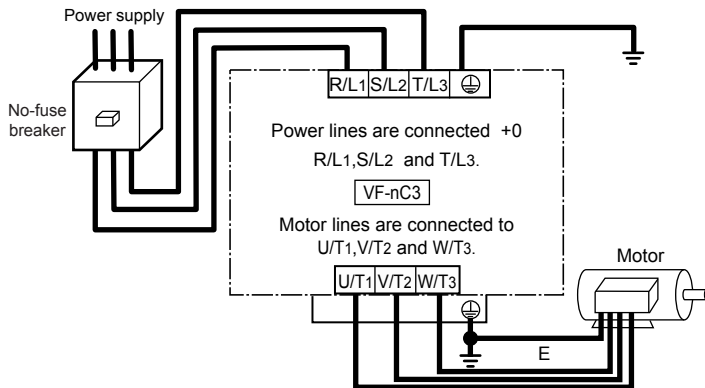 Power supply
No-fuse
breaker
R/L1 S/L2 T/L3
Power lines are connected +0
R/L1,S/L2 and T/L3.
VF-nC3
Motor lines are connected to
U/T1,V/T2 and W/T3.
U/T1 V/T2 W/T3
Motor
E